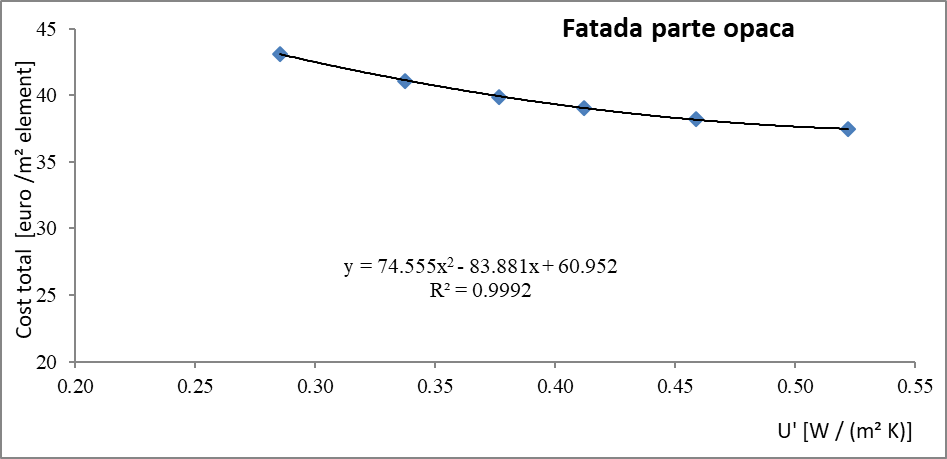 Fatada parte opaca
Cost total [euro /m² element]
45
40
35
30
25
20
y = 74.555x² - 83.881x + 60.952
R² = 0.9992
0.20 0.25 0.30 0.35 0.40 0.45 0.50 0.55
U' [W / (m² K)]